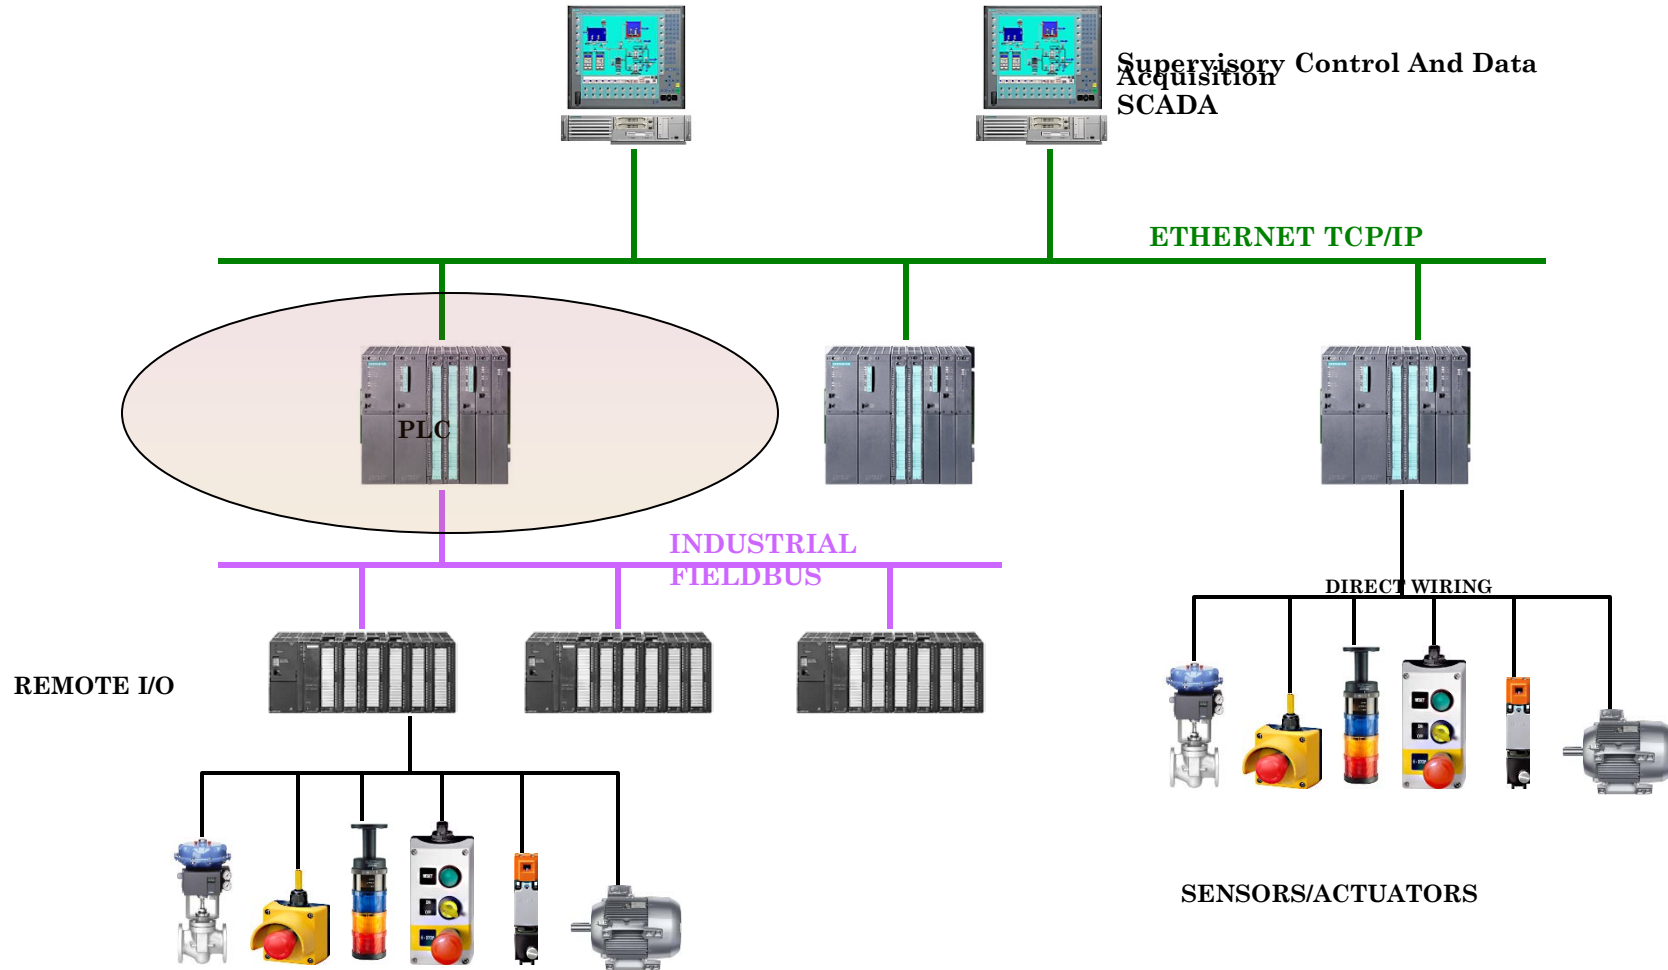 Supervisory Control And Data
Acquisition
SCADA
ETHERNET TCP/IP
PLC
INDUSTRIAL
FIELDBUS
DIRECT WIRING
REMOTE I/O
SENSORS/ACTUATORS